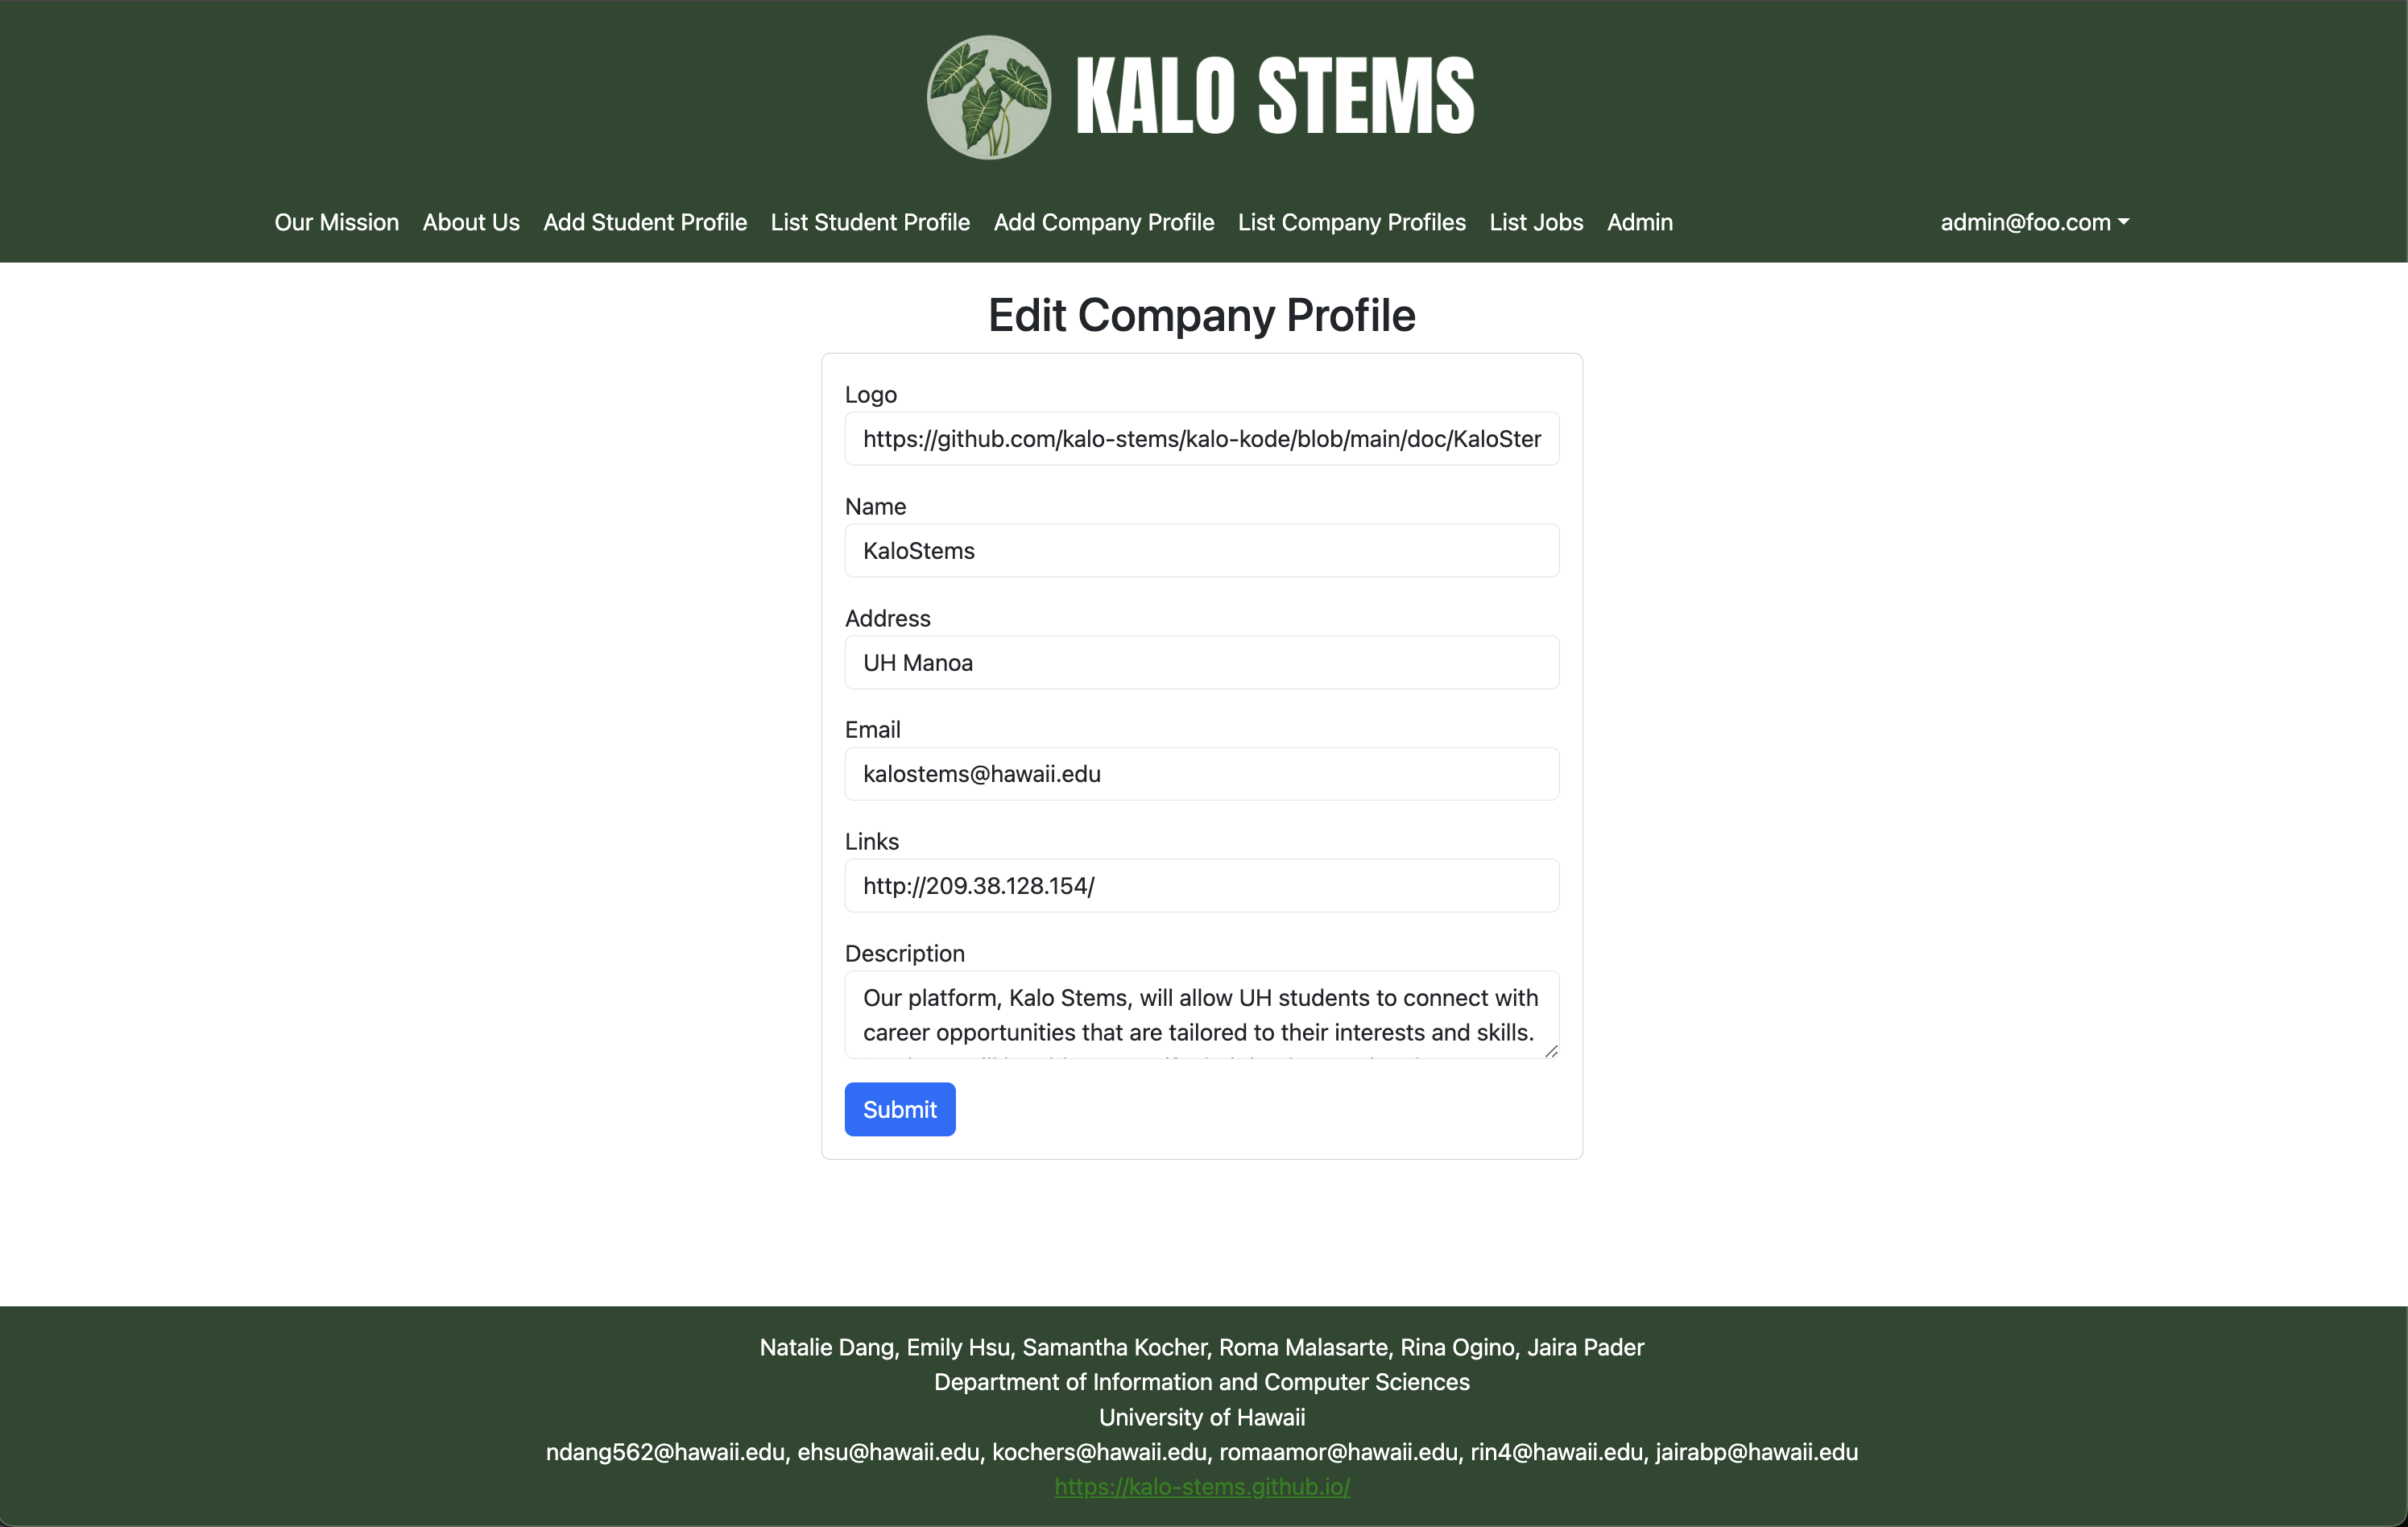 KALO STEMS
Our Mission About Us Add Student Profile List Student Profile Add Company Profile List Company Profiles List Jobs Admin admin@foo.com
Edit Company Profile
Logo
https://github.com/kalo-stems/kalo-kode/blob/main/doc/KaloSter
Name
KaloStems
Address
UH Manoa
Email
kalostems@hawaii.edu
Links
http://209.38.128.154/
Description
Our platform, Kalo Stems, will allow UH students to connect with
career opportunities that are tailored to their interests and skills.
Submit
Natalie Dang, Emily Hsu, Samantha Kocher, Roma Malasarte, Rina Ogino, Jaira Pader
Department of Information and Computer Sciences
University of Hawaii
ndang562@hawaii.edu, ehsu@hawaii.edu, kochers@hawaii.edu, romaamor@hawaii.edu, rin4@hawaii.edu, jairabp@hawaii.edu
https://kalo-stems.github.io/